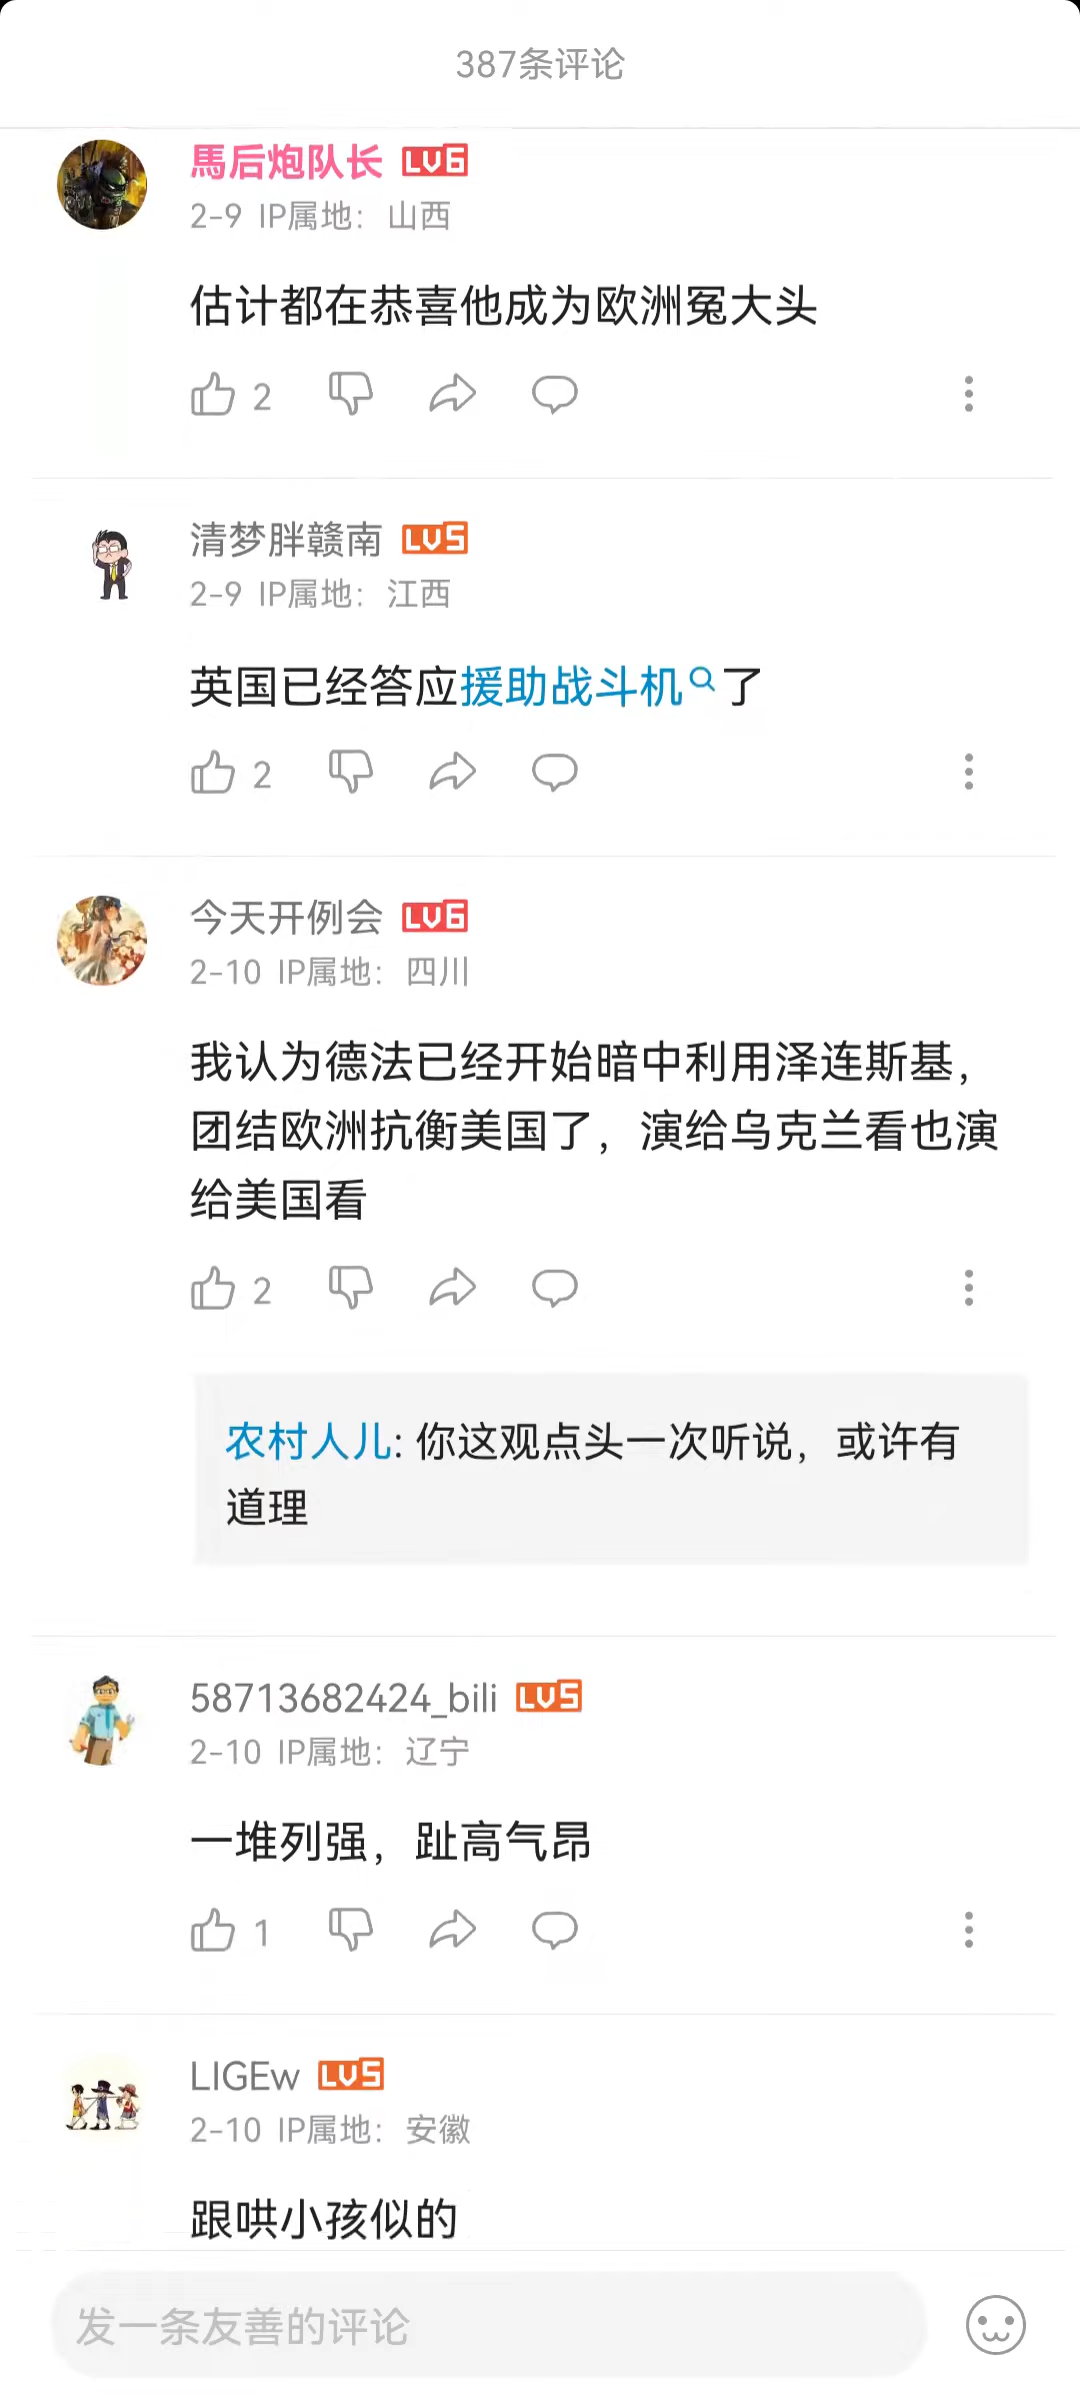 387条评论
馬后炮队长 LV6
2-9 IP属地：山西
估计都在恭喜他成为欧洲冤大头
2
清梦胖赣南 LV5
2-9 IP属地：江西
英国已经答应援助战斗机了
2
今天开例会 LV6
2-10 IP属地：四川
我认为德法已经开始暗中利用泽连斯基，
团结欧洲抗衡美国了，演给乌克兰看也演
给美国看
2
农村人儿: 你这观点头一次听说，或许有
道理
58713682424_bili LV5
2-10 IP属地：辽宁
一堆列强，趾高气昂
1
LIGEw LV5
2-10 IP属地：安徽
跟哄小孩似的
发一条友善的评论